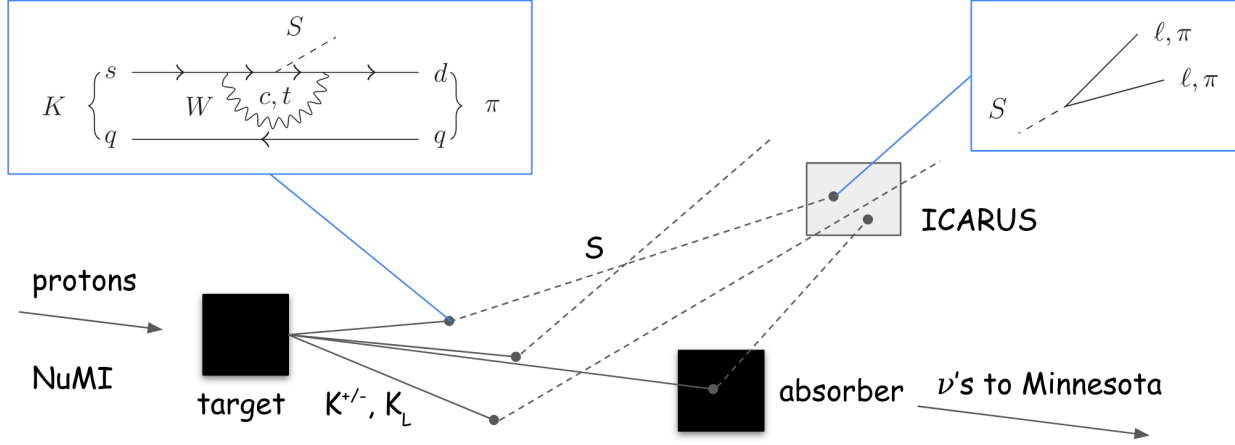 S
s
d
K
W
c, t
π
q
q
ℓ, π
ℓ, π
S
S
ICARUS
protons
NuMI
target
K+/-, KL
absorber
ν's to Minnesota